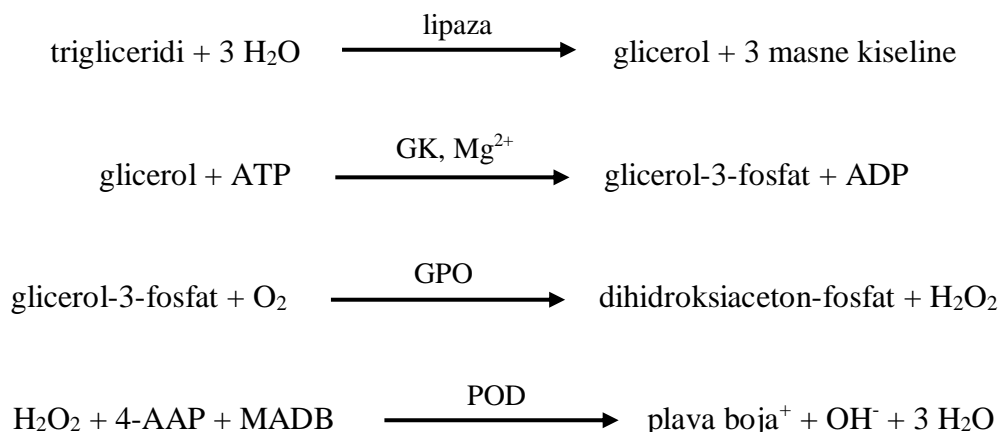 lipaza
trigliceridi + 3 H₂O → glicerol + 3 masne kiseline
GK, Mg²⁺
glicerol + ATP → glicerol-3-fosfat + ADP
GPO
glicerol-3-fosfat + O₂ → dihidroksiaceton-fosfat + H₂O₂
POD
H₂O₂ + 4-AAP + MADB → plava boja⁺ + OH⁻ + 3 H₂O